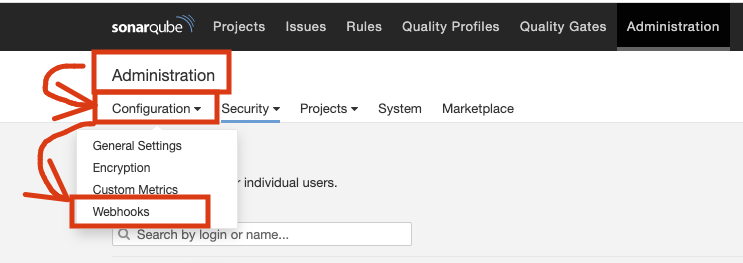 sonarqube Projects Issues Rules Quality Profiles Quality Gates Administration
Administration
Configuration Security Projects System Marketplace
General Settings
Encryption
Custom Metrics
r individual users.
Webhooks
Search by login or name...